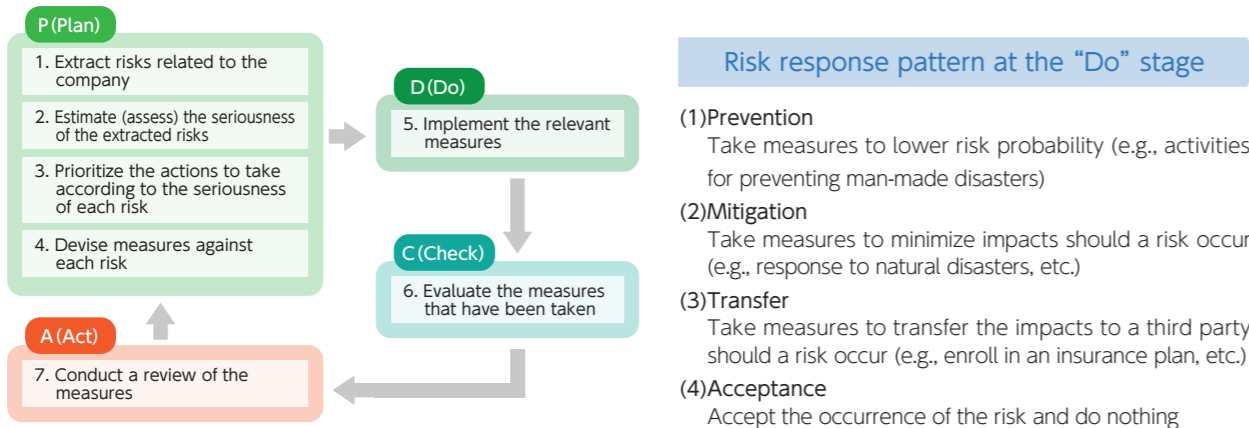 P(Plan)
1. Extract risks related to the
company
2. Estimate (assess) the seriousness
of the extracted risks
3. Prioritize the actions to take
according to the seriousness
of each risk
4. Devise measures against
each risk
D(Do)
5. Implement the relevant
measures
C(Check)
6. Evaluate the measures
that have been taken
A(Act)
7. Conduct a review of the
measures
Risk response pattern at the “Do” stage
(1)Prevention
Take measures to lower risk probability (e.g., activities
for preventing man-made disasters)
(2)Mitigation
Take measures to minimize impacts should a risk occur
(e.g., response to natural disasters, etc.)
(3)Transfer
Take measures to transfer the impacts to a third party
should a risk occur (e.g., enroll in an insurance plan, etc.)
(4)Acceptance
Accept the occurrence of the risk and do nothing